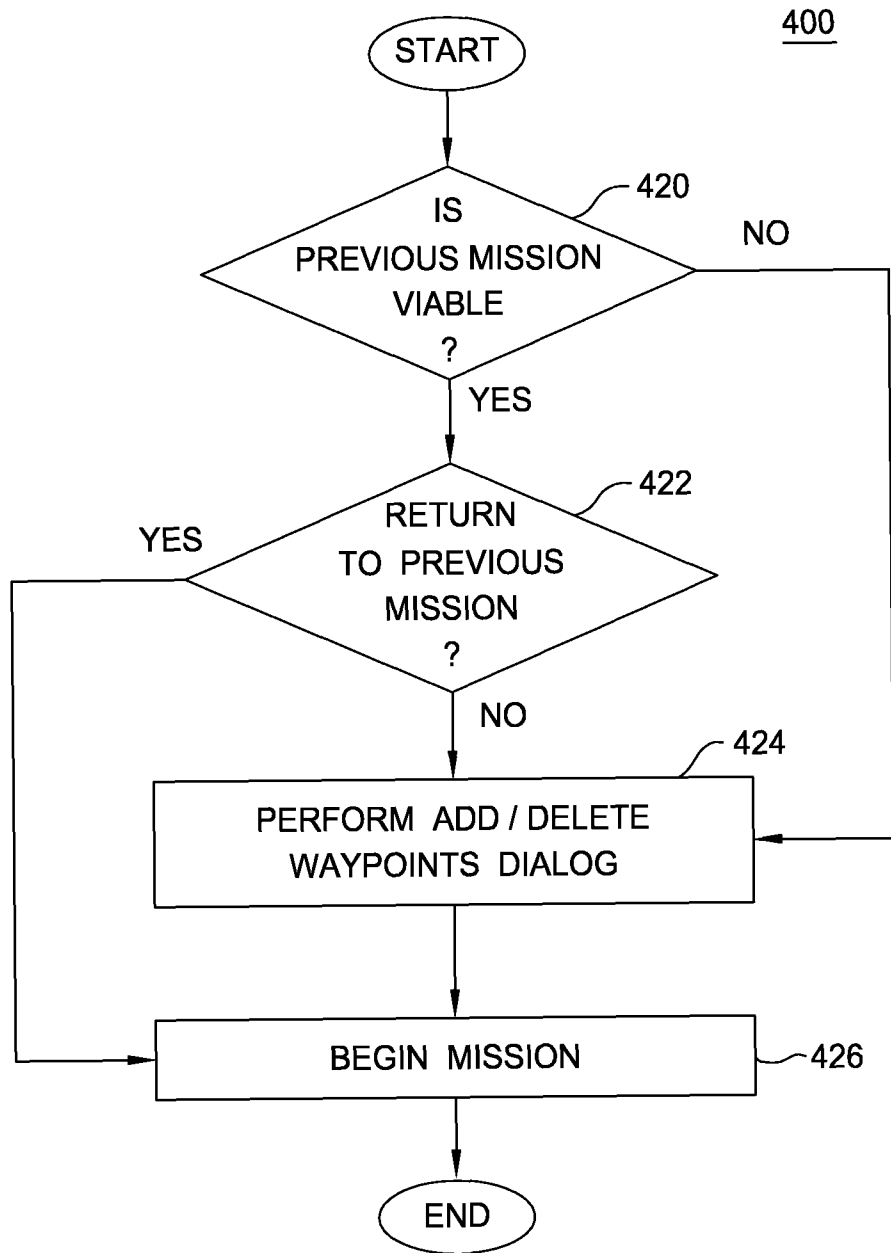 400
START
420
IS
PREVIOUS MISSION
VIABLE
?
NO
YES
422
RETURN
TO PREVIOUS
MISSION
?
YES
NO
424
PERFORM ADD / DELETE
WAYPOINTS DIALOG
BEGIN MISSION
426
END